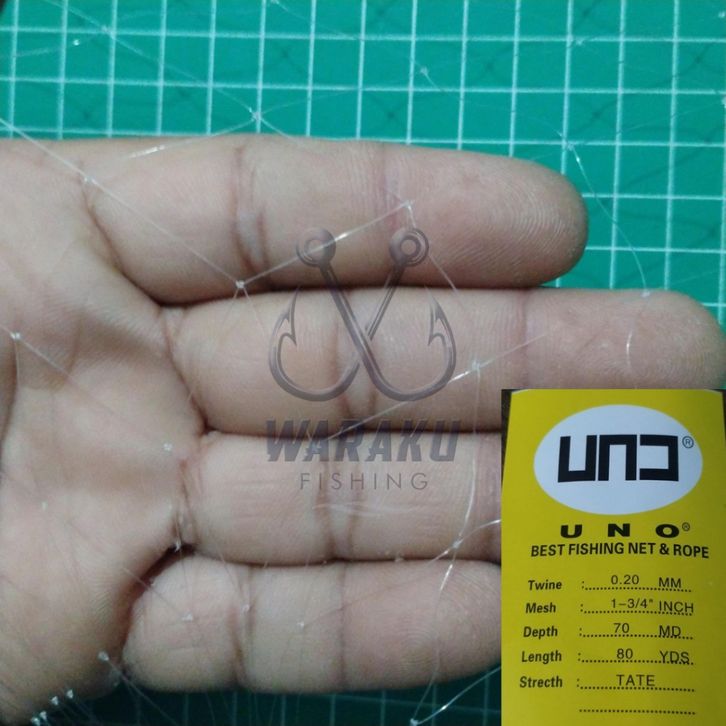 WARAKU
FISHING
UNO®
UNO®
BEST FISHING NET & ROPE
Twine : 0.20 MM
Mesh : 1-3/4" INCH
Depth : 70 MD
Length : 80 YDS
Strecth : TATE